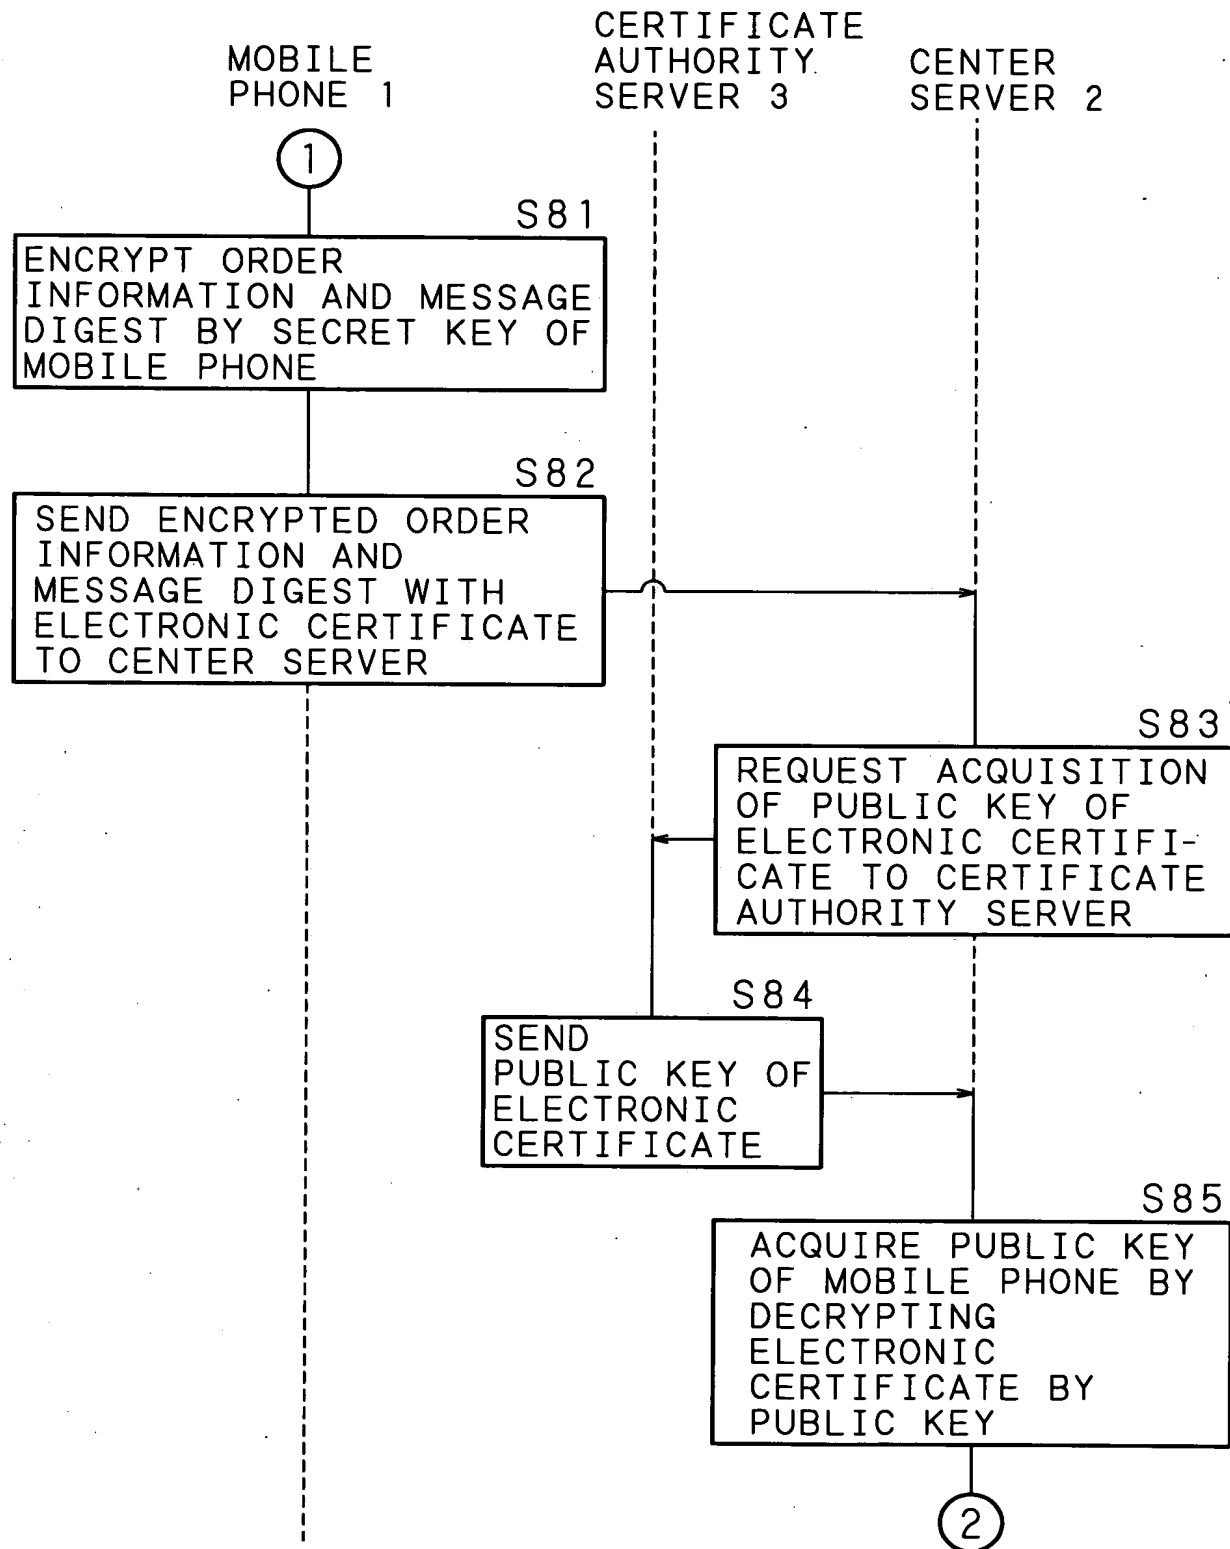 MOBILE
PHONE 1
CERTIFICATE
AUTHORITY
SERVER 3
CENTER
SERVER 2
1
S81
ENCRYPT ORDER
INFORMATION AND MESSAGE
DIGEST BY SECRET KEY OF
MOBILE PHONE
S82
SEND ENCRYPTED ORDER
INFORMATION AND
MESSAGE DIGEST WITH
ELECTRONIC CERTIFICATE
TO CENTER SERVER
S83
REQUEST ACQUISITION
OF PUBLIC KEY OF
ELECTRONIC CERTIFI-
CATE TO CERTIFICATE
AUTHORITY SERVER
S84
SEND
PUBLIC KEY OF
ELECTRONIC
CERTIFICATE
S85
ACQUIRE PUBLIC KEY
OF MOBILE PHONE BY
DECRYPTING
ELECTRONIC
CERTIFICATE BY
PUBLIC KEY
2